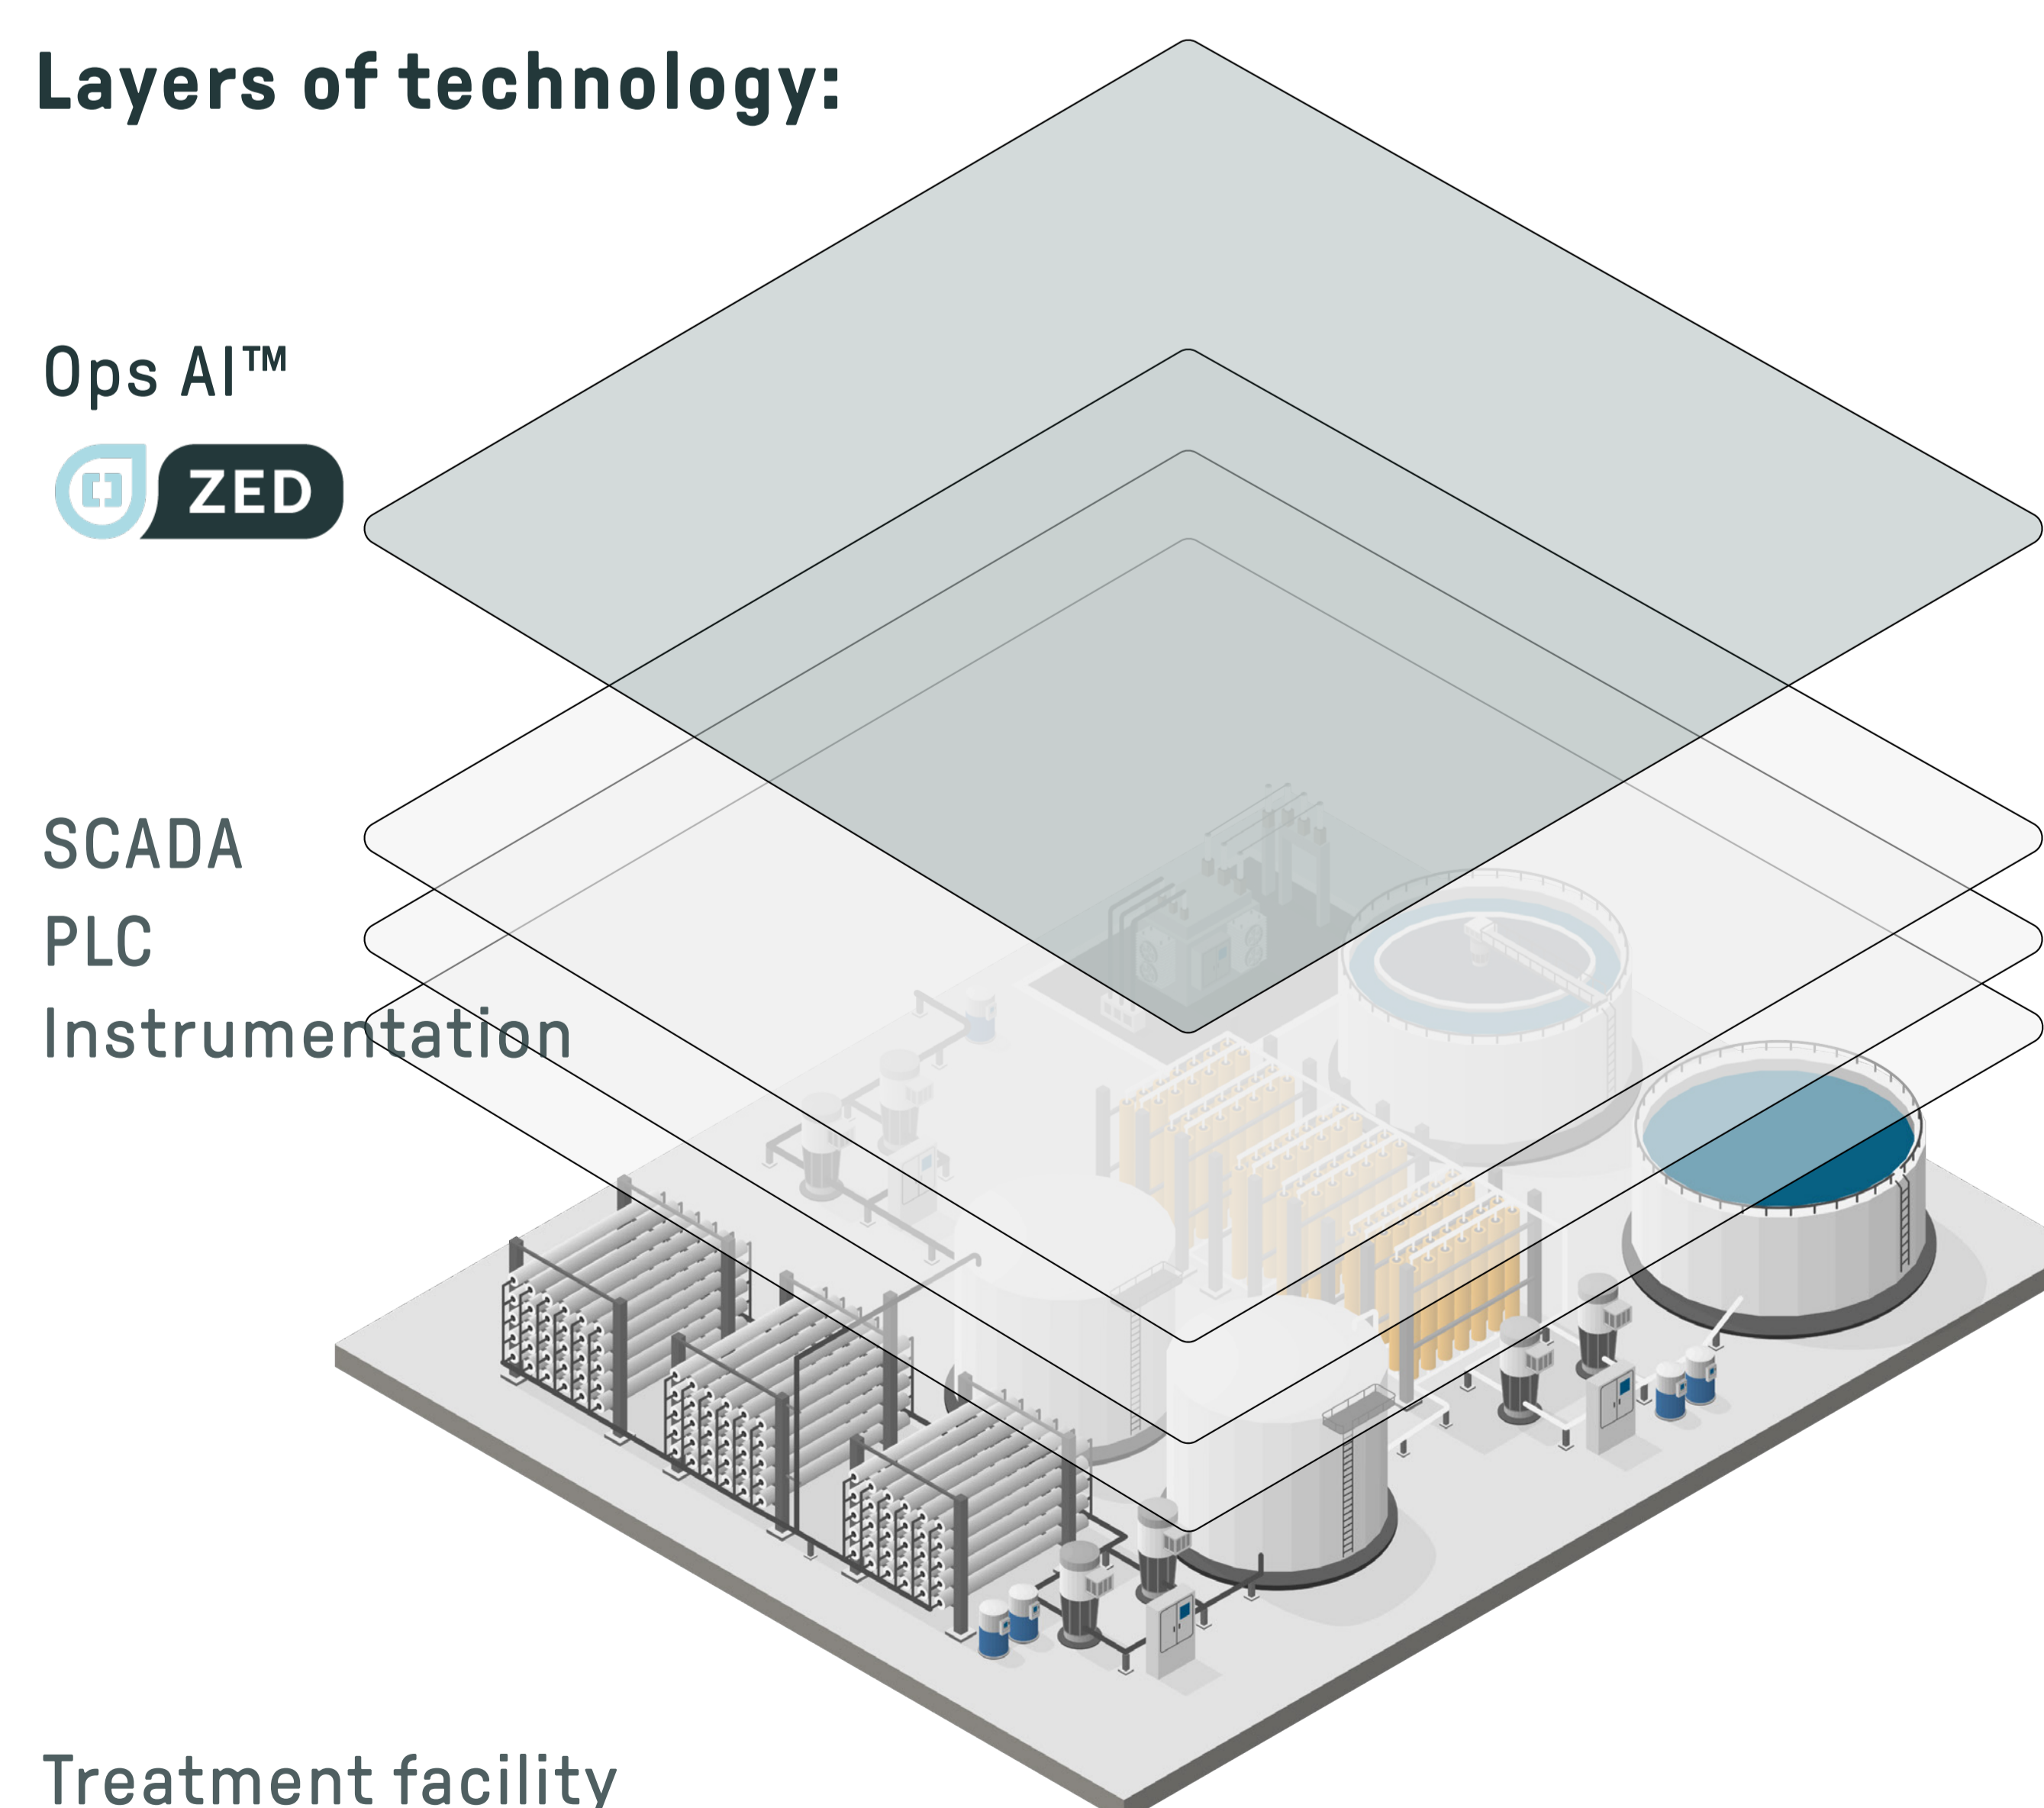 Layers of technology:
Ops AI™
ZED
SCADA
PLC
Instrumentation
Treatment facility